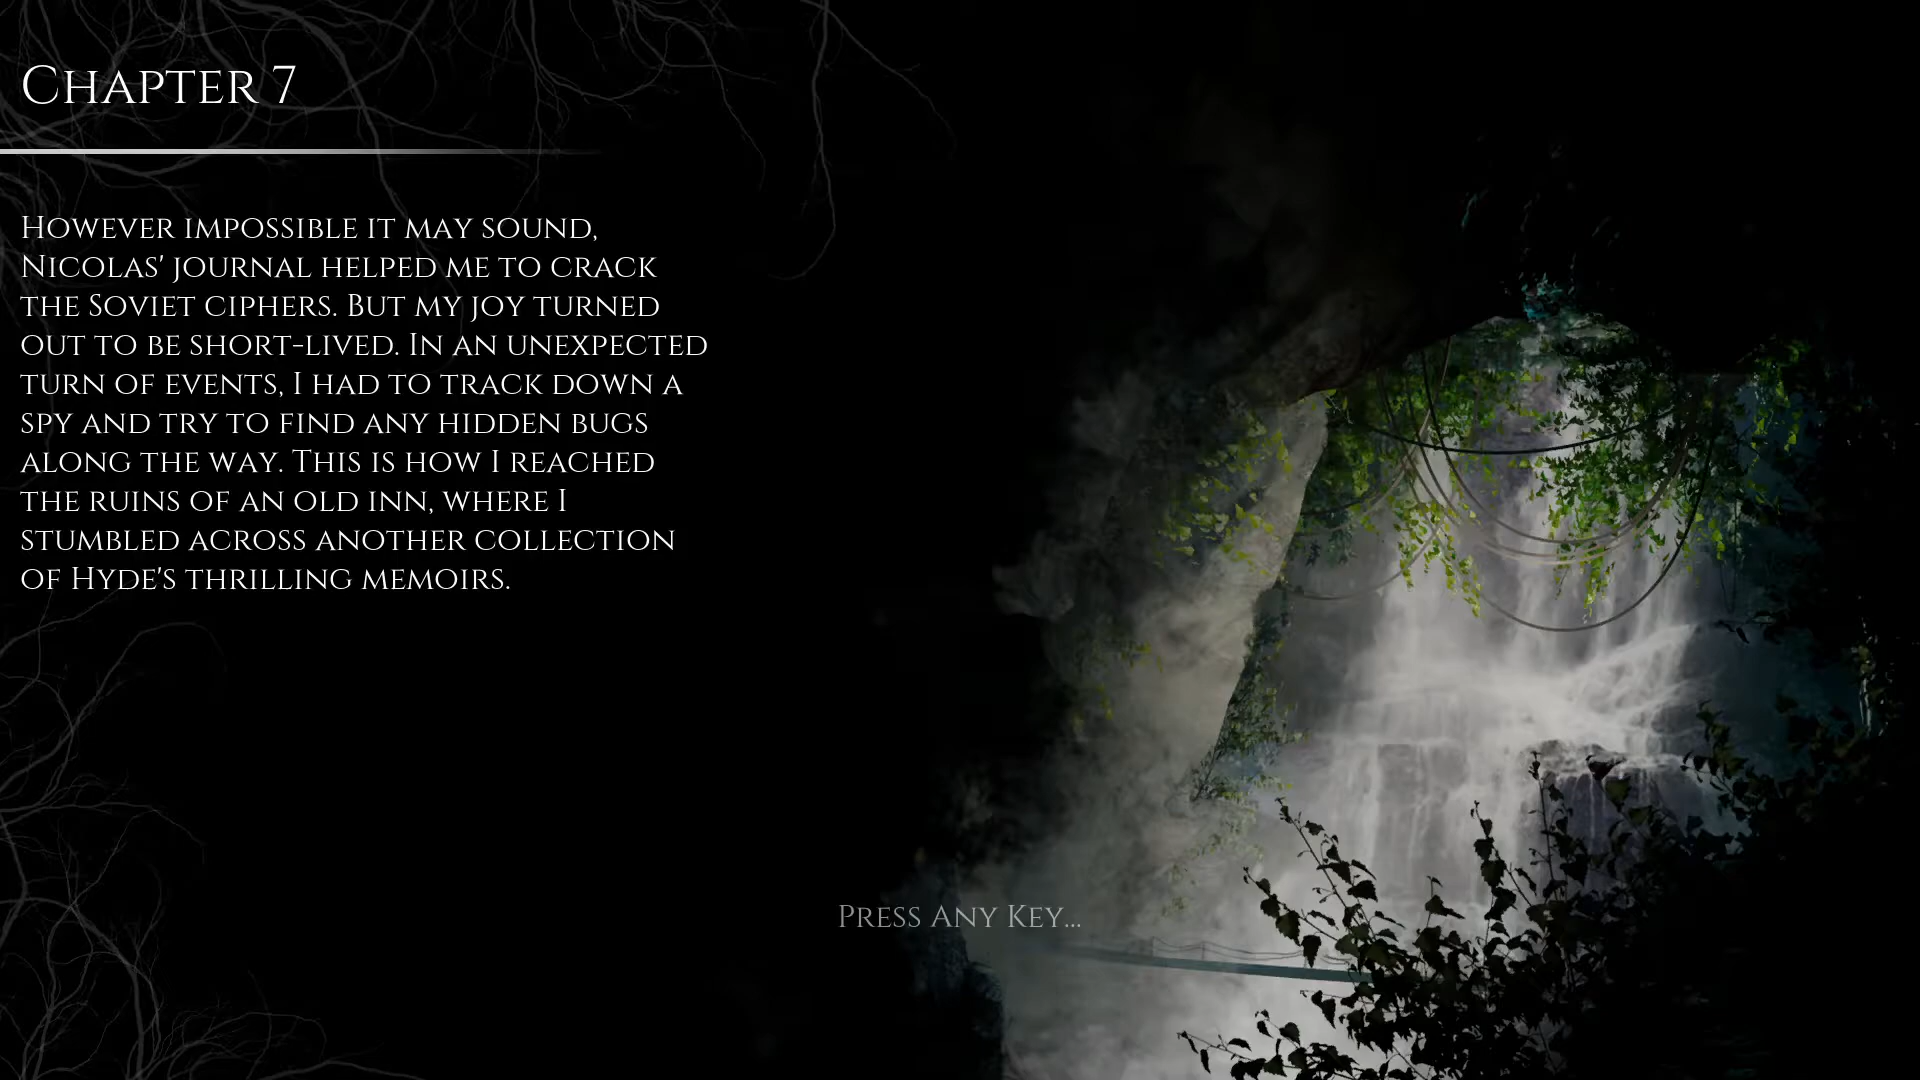 Chapter 7
However impossible it may sound,
Nicolas' journal helped me to crack
the Soviet ciphers. But my joy turned
out to be short-lived. In an unexpected
turn of events, I had to track down a
spy and try to find any hidden bugs
along the way. This is how I reached
the ruins of an old inn, where I
stumbled across another collection
of Hyde's thrilling memoirs.
Press Any Key...